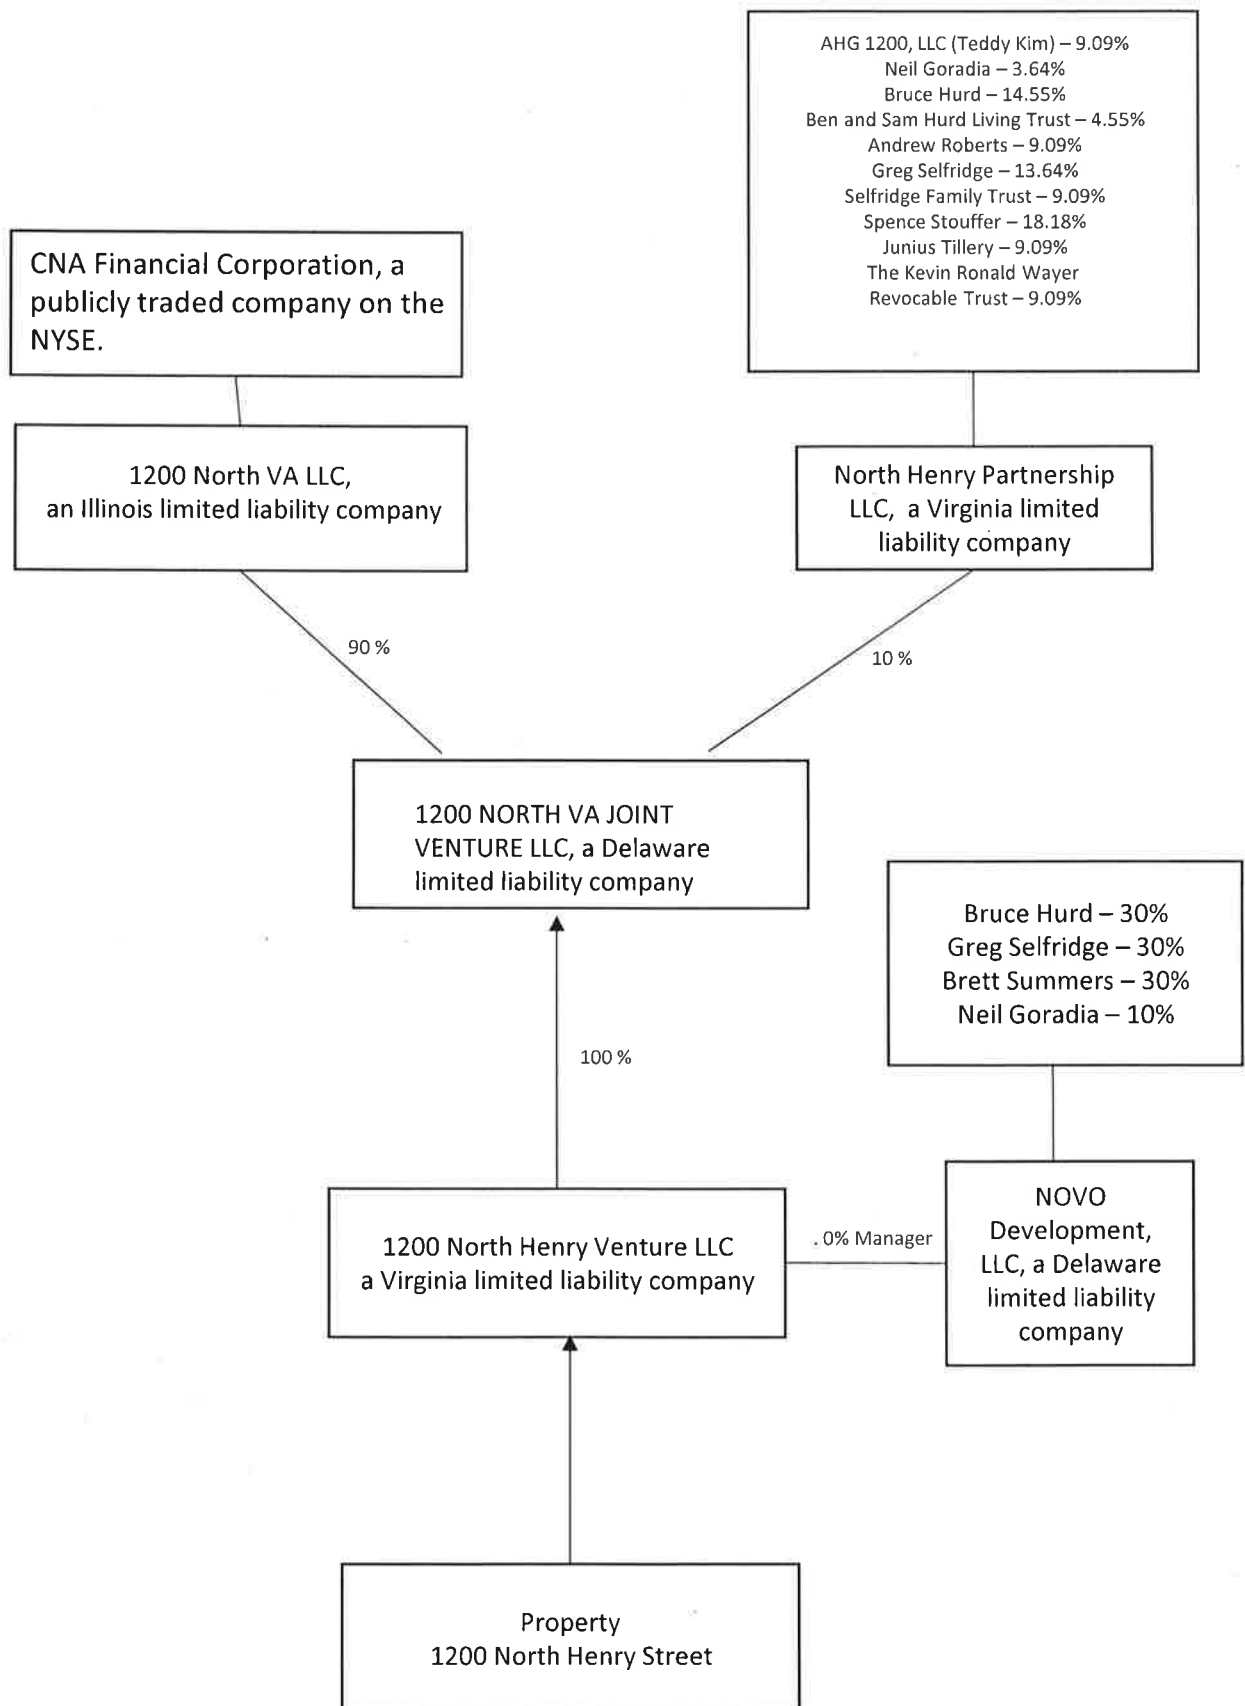 AHG 1200, LLC (Teddy Kim) – 9.09%
Neil Goradia – 3.64%
Bruce Hurd – 14.55%
Ben and Sam Hurd Living Trust – 4.55%
Andrew Roberts – 9.09%
Greg Selfridge – 13.64%
Selfridge Family Trust – 9.09%
Spence Stouffer – 18.18%
Junius Tillery – 9.09%
The Kevin Ronald Wayer
Revocable Trust – 9.09%
CNA Financial Corporation, a
publicly traded company on the
NYSE.
1200 North VA LLC,
an Illinois limited liability company
North Henry Partnership
LLC, a Virginia limited
liability company
90 %
10 %
1200 NORTH VA JOINT
VENTURE LLC, a Delaware
limited liability company
Bruce Hurd – 30%
Greg Selfridge – 30%
Brett Summers – 30%
Neil Goradia – 10%
100 %
1200 North Henry Venture LLC
a Virginia limited liability company
. 0% Manager
NOVO
Development,
LLC, a Delaware
limited liability
company
Property
1200 North Henry Street